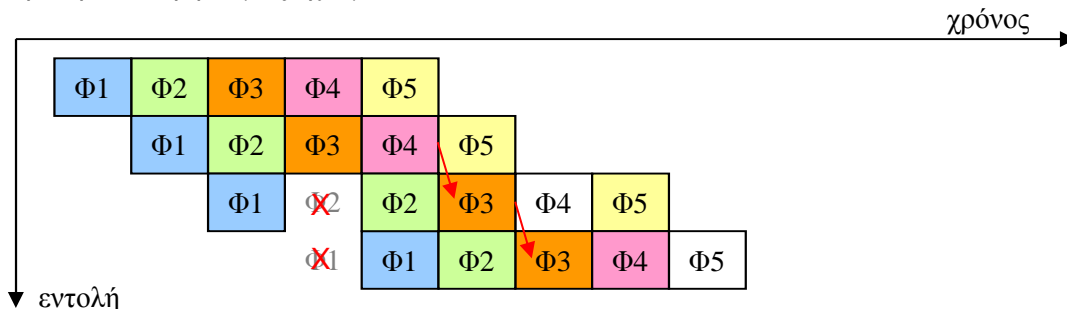 χρόνος
Φ1 Φ2 Φ3 Φ4 Φ5
Φ1 Φ2 Φ3 Φ4 Φ5
Φ1 Φ2 Φ2 Φ3 Φ4 Φ5
Φ1 Φ1 Φ2 Φ3 Φ4 Φ5
εντολή